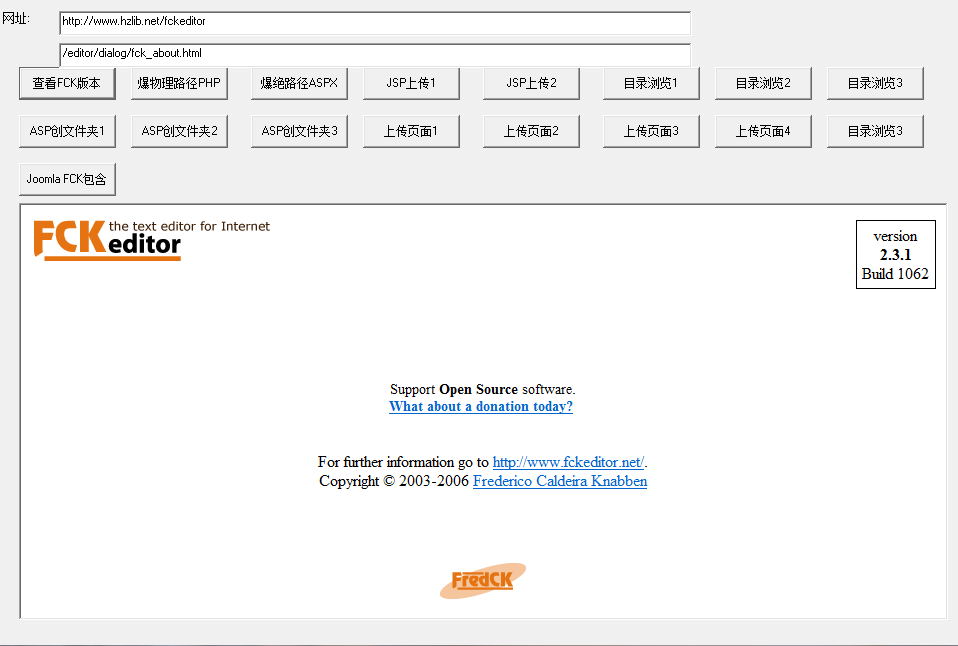 网址:
http://www.hzlib.net/fckeditor
/editor/dialog/fck_about.html
查看FCK版本 爆物理路径PHP 爆绝路径ASPX JSP上传1 JSP上传2 目录浏览1 目录浏览2 目录浏览3
ASP创文件夹1 ASP创文件夹2 ASP创文件夹3 上传页面1 上传页面2 上传页面3 上传页面4 目录浏览3
Joomla FCK包含
FCKeditor the text editor for Internet
version
2.3.1
Build 1062
Support Open Source software.
What about a donation today?
For further information go to http://www.fckeditor.net/.
Copyright © 2003-2006 Frederico Caldeira Knabben
FredCK